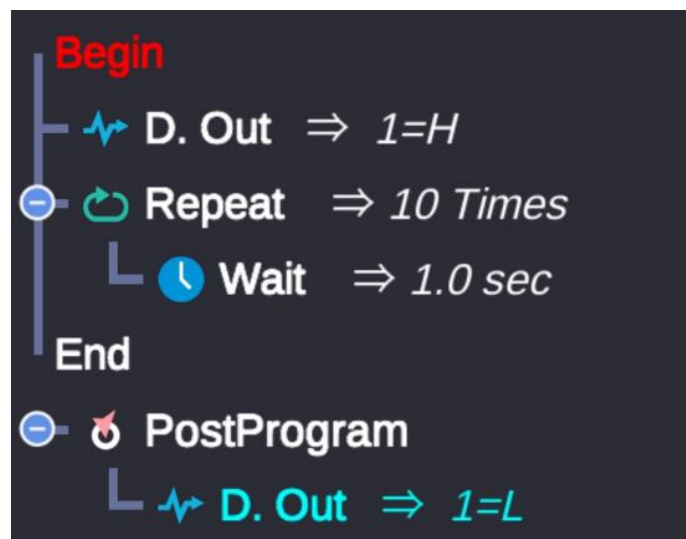 Begin
D. Out ⇒ 1=H
Repeat ⇒ 10 Times
Wait ⇒ 1.0 sec
End
PostProgram
D. Out ⇒ 1=L